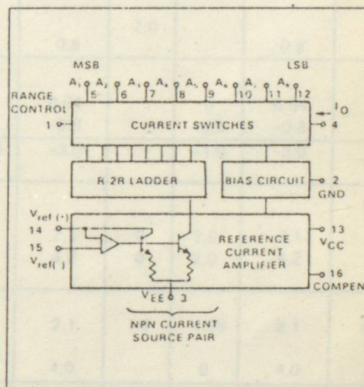 MSB LSB
A₁ A₂ A₃ A₄ A₅ A₆ A₇ A₈
5 6 7 8 9 10 11 12
RANGE
CONTROL
1
CURRENT SWITCHES
I O
4
R-2R LADDER
BIAS CIRCUIT
2
GND
Vref (+)
14
15
Vref(-)
REFERENCE
CURRENT
AMPLIFIER
13
VCC
16
COMPEN
VEE 3
NPN CURRENT
SOURCE PAIR